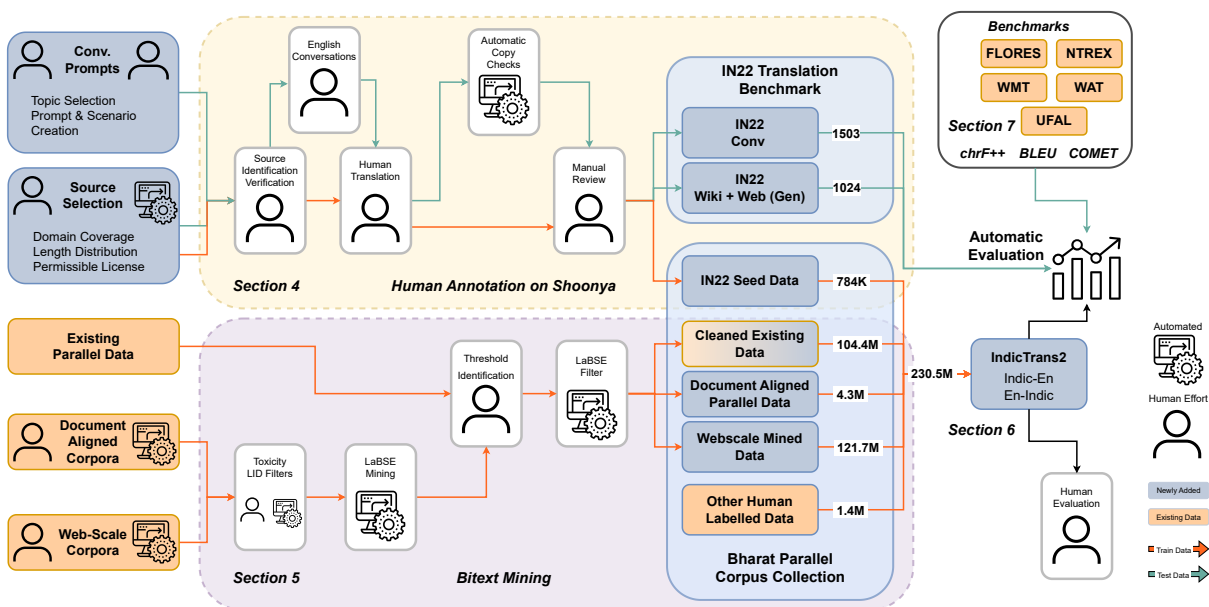 Conv.
Prompts
Topic Selection
Prompt & Scenario
Creation
Source
Selection
Domain Coverage
Length Distribution
Permissible License
English
Conversations
Source
Identification
Verification
Human
Translation
Automatic
Copy
Checks
Manual
Review
Section 4
Human Annotation on Shoonya
IN22 Translation
Benchmark
IN22
Conv
1503
IN22
Wiki + Web (Gen)
1024
IN22 Seed Data
784K
Benchmarks
FLORES
NTREX
WMT
WAT
Section 7
UFAL
chrF++
BLEU
COMET
Automatic
Evaluation
Existing
Parallel Data
Document
Aligned
Corpora
Web-Scale
Corpora
Toxicity
LID Filters
LaBSE
Mining
Threshold
Identification
LaBSE
Filter
Section 5
Bitext Mining
Cleaned Existing
Data
104.4M
Document Aligned
Parallel Data
4.3M
Webscale Mined
Data
121.7M
Other Human
Labelled Data
1.4M
Bharat Parallel
Corpus Collection
230.5M
IndicTrans2
Indic-En
En-Indic
Section 6
Human
Evaluation
Automated
Human Effort
Newly Added
Existing Data
Train Data
Test Data